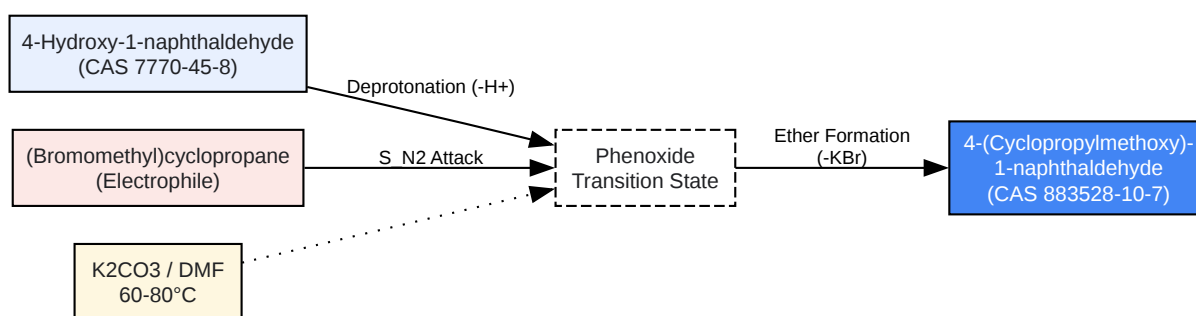 4-Hydroxy-1-naphthaldehyde
(CAS 7770-45-8)
Deprotonation (-H+)
(Bromomethyl)cyclopropane
(Electrophile)
S_N2 Attack
K2CO3 / DMF
60-80°C
Phenoxide
Transition State
Ether Formation
(-KBr)
4-(Cyclopropylmethoxy)-
1-naphthaldehyde
(CAS 883528-10-7)